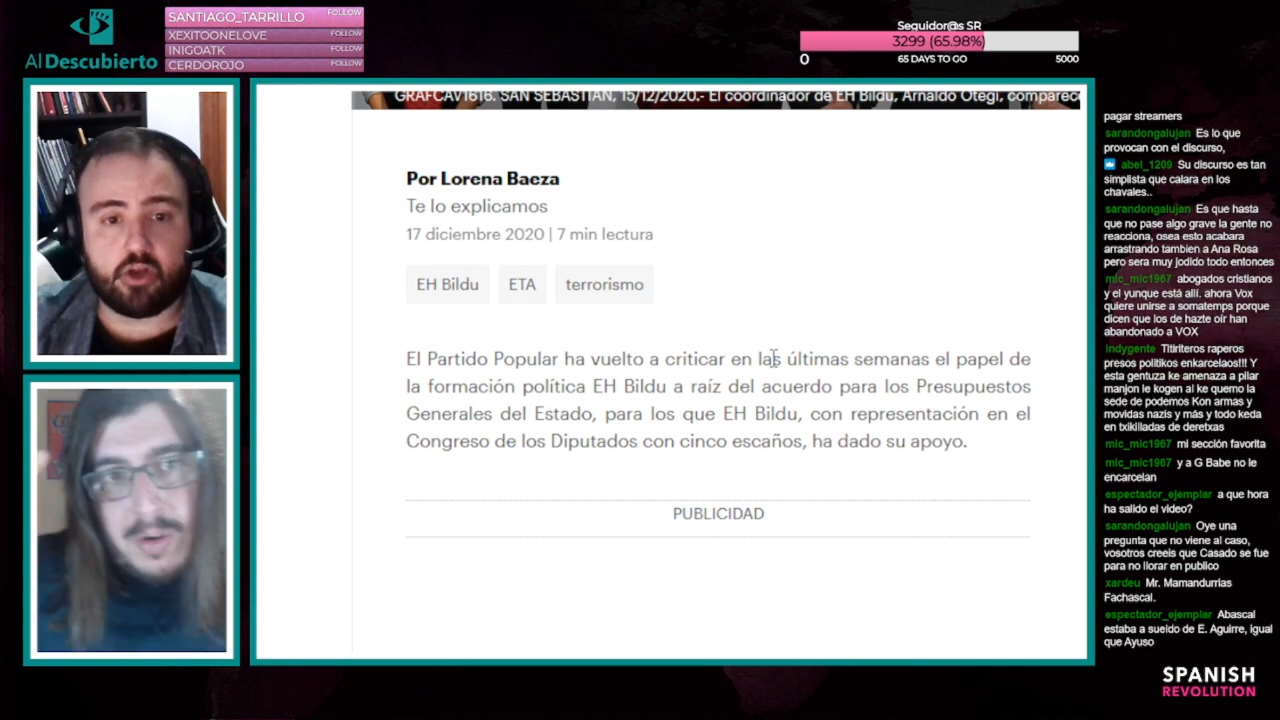 Al Descubierto
SANTIAGO_TARRILLO FOLLOW
XEXITOONELOVE FOLLOW
INIGOATK FOLLOW
CERDOROJO FOLLOW
Seguidor@s SR
3299 (65.98%)
0 65 DAYS TO GO 5000
GRAFCAV1616. SAN SEBASTIÁN, 15/12/2020.- El coordinador de EH Bildu, Arnaldo Otegi, comparec
Por Lorena Baeza
Te lo explicamos
17 diciembre 2020 | 7 min lectura
EH Bildu ETA terrorismo
El Partido Popular ha vuelto a criticar en las últimas semanas el papel de
la formación política EH Bildu a raíz del acuerdo para los Presupuestos
Generales del Estado, para los que EH Bildu, con representación en el
Congreso de los Diputados con cinco escaños, ha dado su apoyo.
PUBLICIDAD
pagar streamers
sarandongalujan Es lo que
provocan con el discurso,
abel_1209 Su discurso es tan
simplista que calara en los
chavales..
sarandongalujan Es que hasta
que no pase algo grave la gente no
reacciona, osea esto acabara
arrastrando tambien a Ana Rosa
pero sera muy jodido todo entonces
mic_mic1967 abogados cristianos
y el yunque está allí. ahora Vox
quiere unirse a somatemps porque
dicen que los de hazte oír han
abandonado a VOX
Indygente Titiriteros raperos
presos politikos enkarcelaos!!! Y
esta gentuza ke amenaza a pilar
manjon le kogen al ke quemo la
sede de podemos Kon armas y
movidas nazis y más y todo keda
en txikilladas de deretxas
mic_mic1967 mi sección favorita
mic_mic1967 y a G Babe no le
encarcelan
espectador_ejemplar a que hora
ha salido el video?
sarandongalujan Oye una
pregunta que no viene al caso,
vosotros creeis que Casado se fue
para no llorar en publico
xardeu Mr. Mamandurrias
Fachascal.
espectador_ejemplar Abascal
estaba a sueldo de E. Aguirre, igual
que Ayuso
SPANISH
REVOLUTION